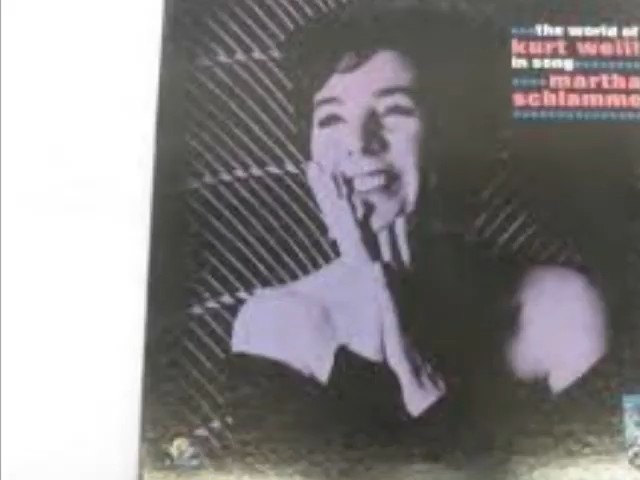 the world of
kurt weill
in song
martha
schlamme